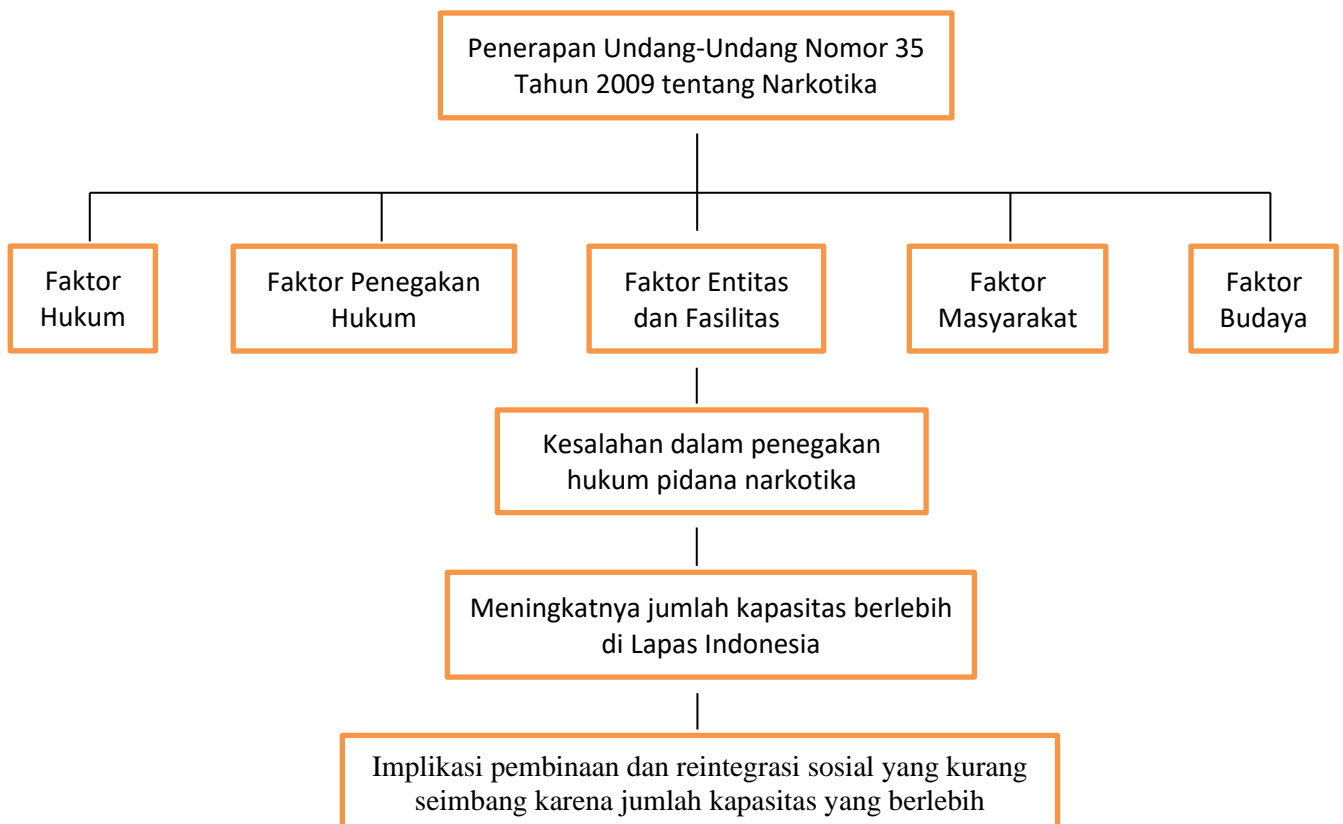 Penerapan Undang-Undang Nomor 35
Tahun 2009 tentang Narkotika
Faktor
Hukum
Faktor Penegakan
Hukum
Faktor Entitas
dan Fasilitas
Faktor
Masyarakat
Faktor
Budaya
Kesalahan dalam penegakan
hukum pidana narkotika
Meningkatnya jumlah kapasitas berlebih
di Lapas Indonesia
Implikasi pembinaan dan reintegrasi sosial yang kurang
seimbang karena jumlah kapasitas yang berlebih